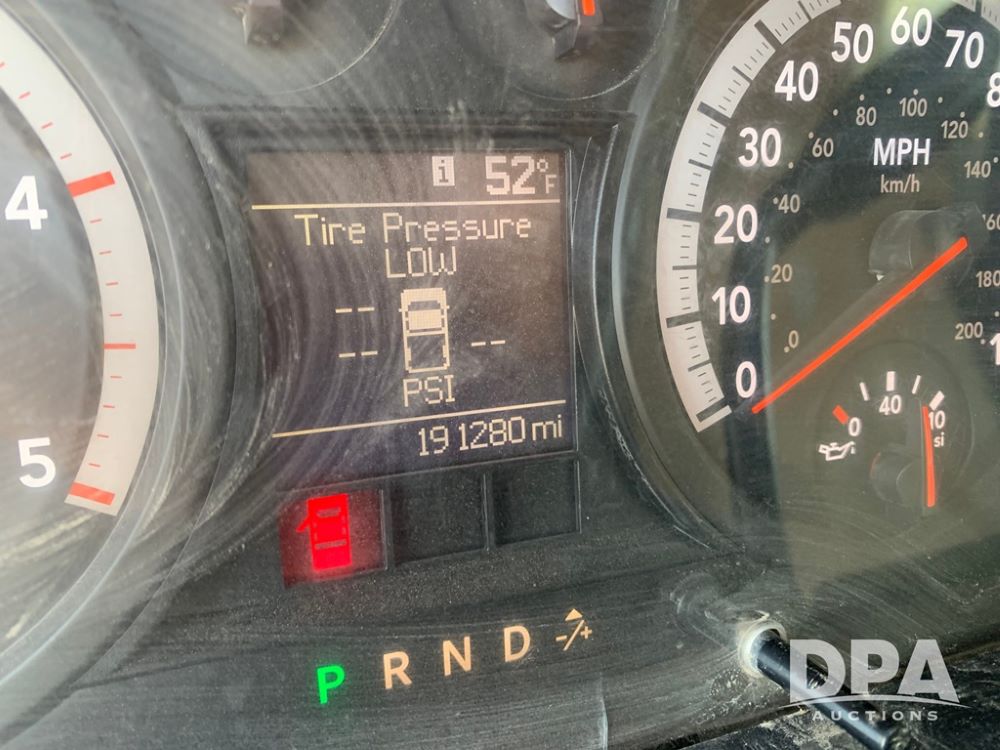 4
5
i 52°F
Tire Pressure
LOW
--
-- --
PSI
191280 mi
P R N D -/+
0 10 20 30 40 50 60 70
0 20 40 60 80 100 120 140 180 200
MPH
km/h
0 40
DPA
AUCTIONS